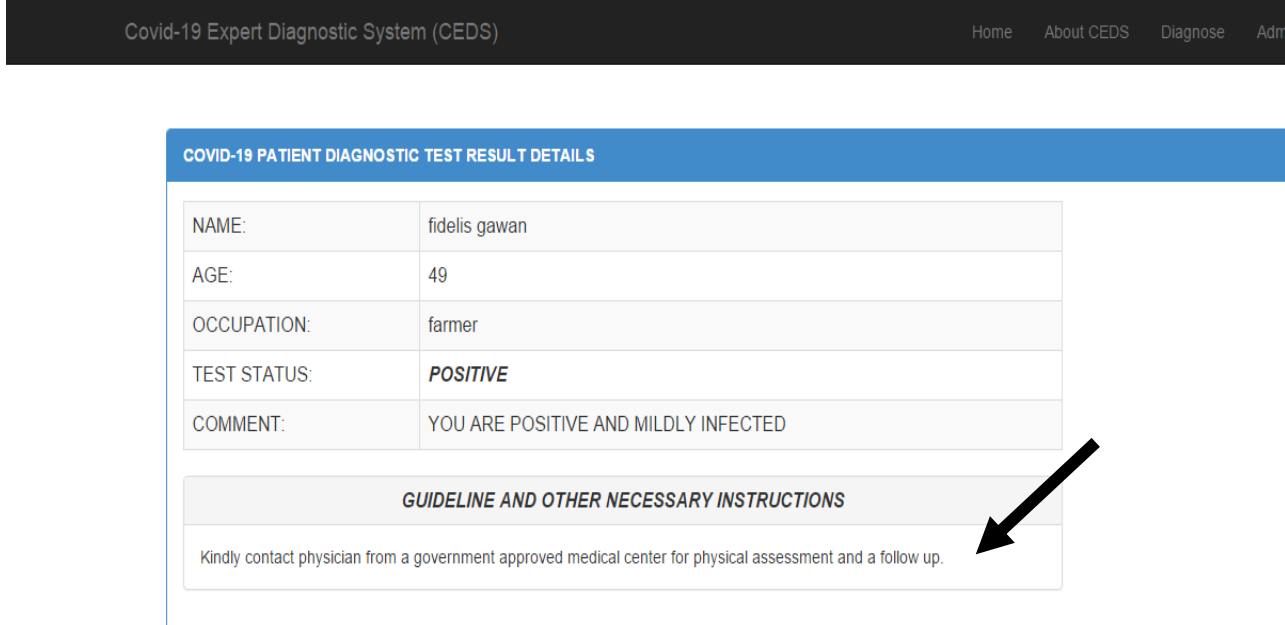 Covid-19 Expert Diagnostic System (CEDS) Home About CEDS Diagnose
COVID-19 PATIENT DIAGNOSTIC TEST RESULT DETAILS
NAME: fidelis gawan
AGE: 49
OCCUPATION: farmer
TEST STATUS: POSITIVE
COMMENT: YOU ARE POSITIVE AND MILDLY INFECTED
GUIDELINE AND OTHER NECESSARY INSTRUCTIONS
Kindly contact physician from a government approved medical center for physical assessment and a follow up.